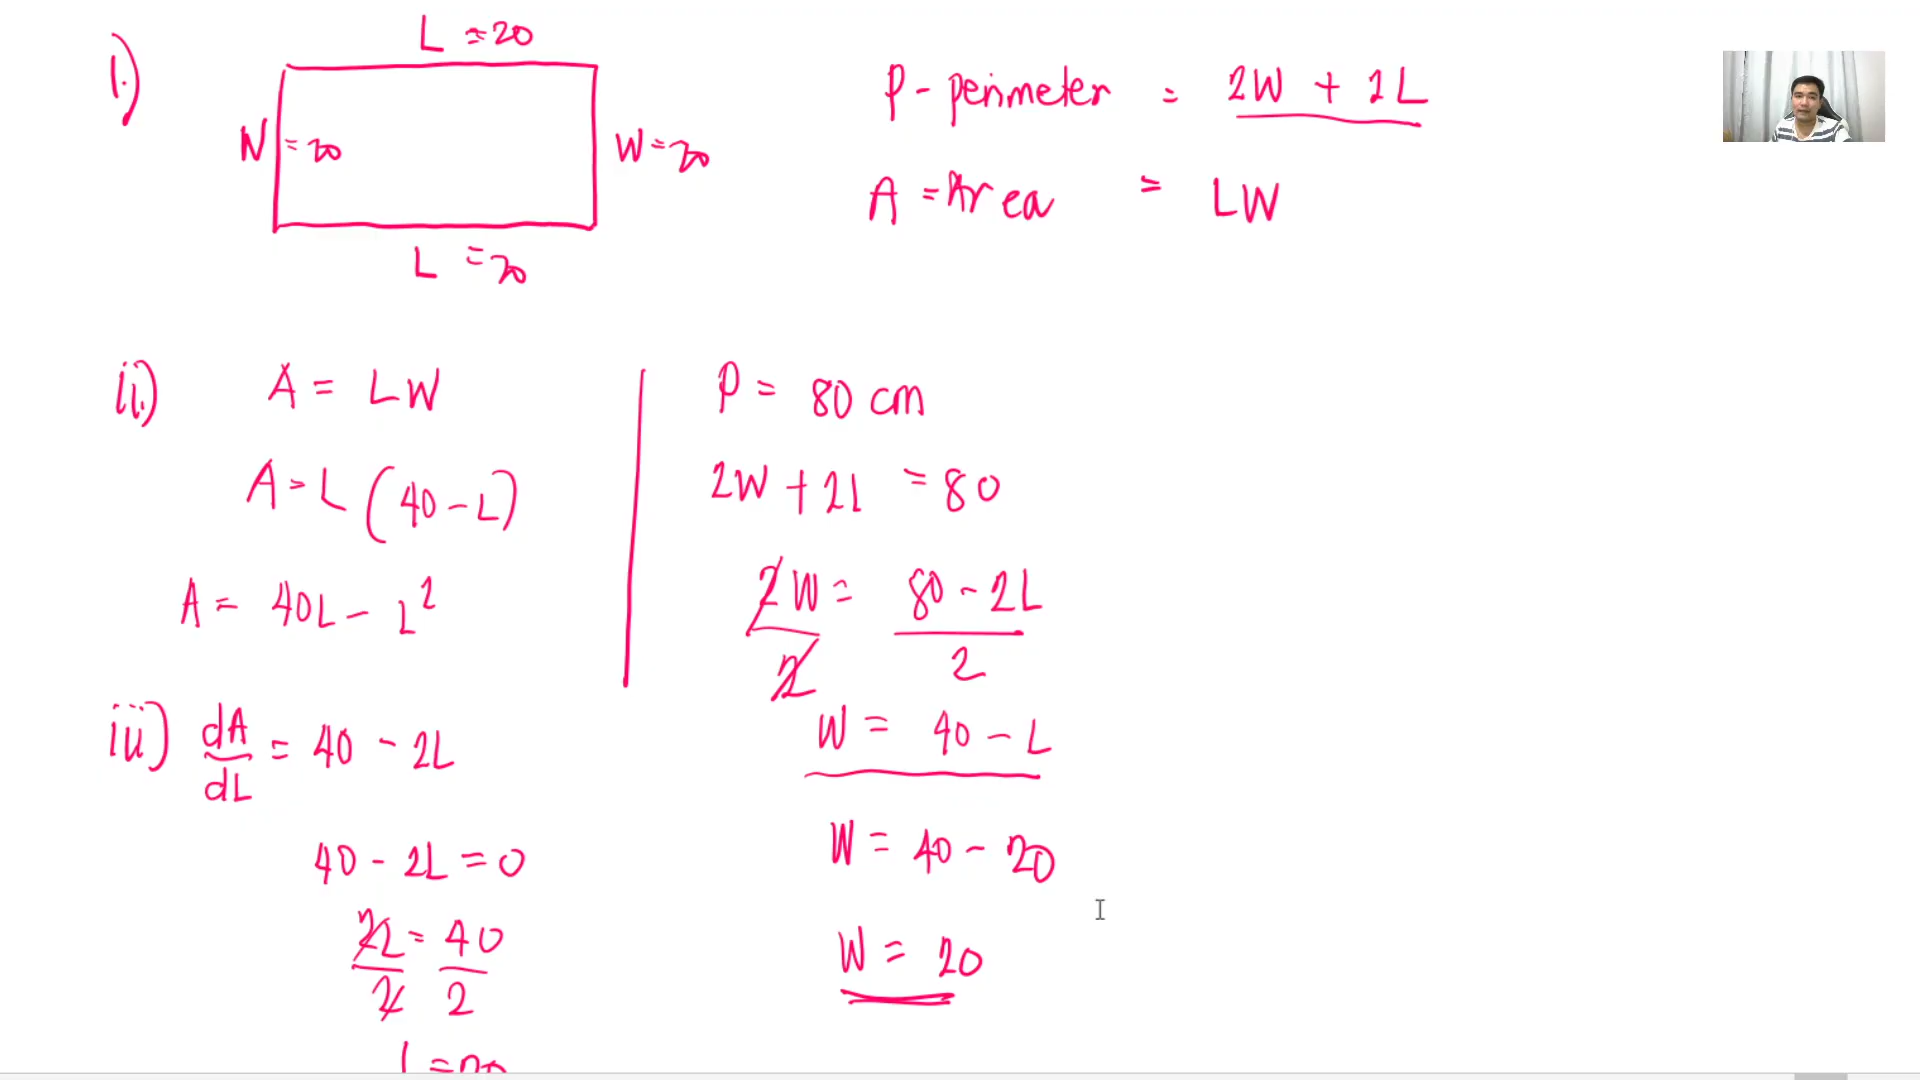 1.)
L = 20
W = 20
W = 20
L = 20
P - perimeter = 2W + 2L
A = Area = LW
ii.) A = LW
A = L (40 - L)
A = 40L - L²
P = 80 cm
2W + 2L = 80
2W/2 = 80 - 2L/2
W = 40 - L
W = 40 - 20
W = 20
iii) dA/dL = 40 - 2L
40 - 2L = 0
2L/2 = 40/2
L = 20